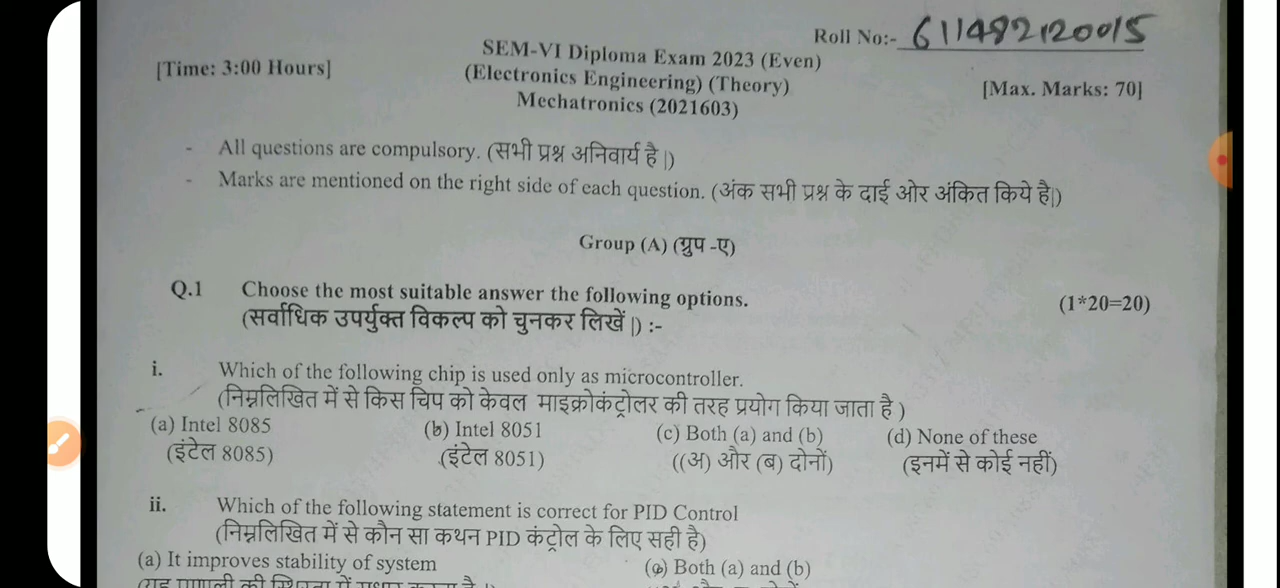 Roll No:- 611482120015
SEM-VI Diploma Exam 2023 (Even)
[Time: 3:00 Hours] (Electronics Engineering) (Theory) [Max. Marks: 70]
Mechatronics (2021603)
- All questions are compulsory. (सभी प्रश्न अनिवार्य है|)
- Marks are mentioned on the right side of each question. (अंक सभी प्रश्न के दाई ओर अंकित किये है|)
Group (A) (ग्रुप -ए)
Q.1 Choose the most suitable answer the following options. (1*20=20)
(सर्वाधिक उपर्युक्त विकल्प को चुनकर लिखें |) :-
i. Which of the following chip is used only as microcontroller.
(निम्नलिखित में से किस चिप को केवल माइक्रोकंट्रोलर की तरह प्रयोग किया जाता है )
(a) Intel 8085 (b) Intel 8051 (c) Both (a) and (b) (d) None of these
(इंटेल 8085) (इंटेल 8051) ((अ) और (ब) दोनों) (इनमें से कोई नहीं)
ii. Which of the following statement is correct for PID Control
(निम्नलिखित में से कौन सा कथन PID कंट्रोल के लिए सही है)
(a) It improves stability of system (c) Both (a) and (b)